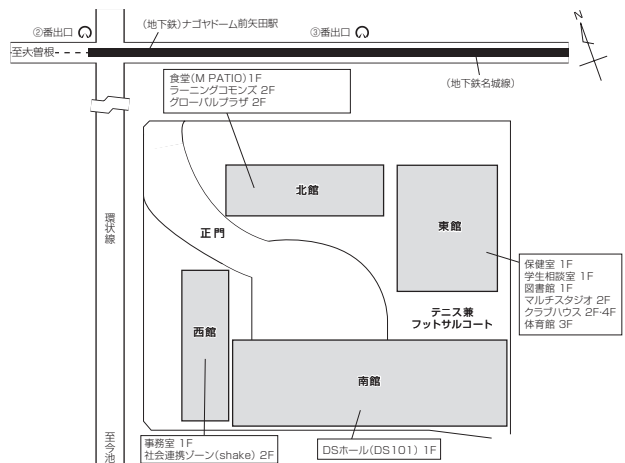 ②番出口
(地下鉄)ナゴヤドーム前矢田駅
③番出口
N
至大曽根
(地下鉄名城線)
食堂(M PATIO)1F
ラーニングコモンズ 2F
グローバルプラザ 2F
北館
東館
環状線
正門
保健室 1F
学生相談室 1F
図書館 1F
マルチスタジオ 2F
クラブハウス 2F・4F
体育館 3F
テニス兼
フットサルコート
西館
南館
至今池
事務室 1F
社会連携ゾーン(shake) 2F
DSホール(DS101) 1F